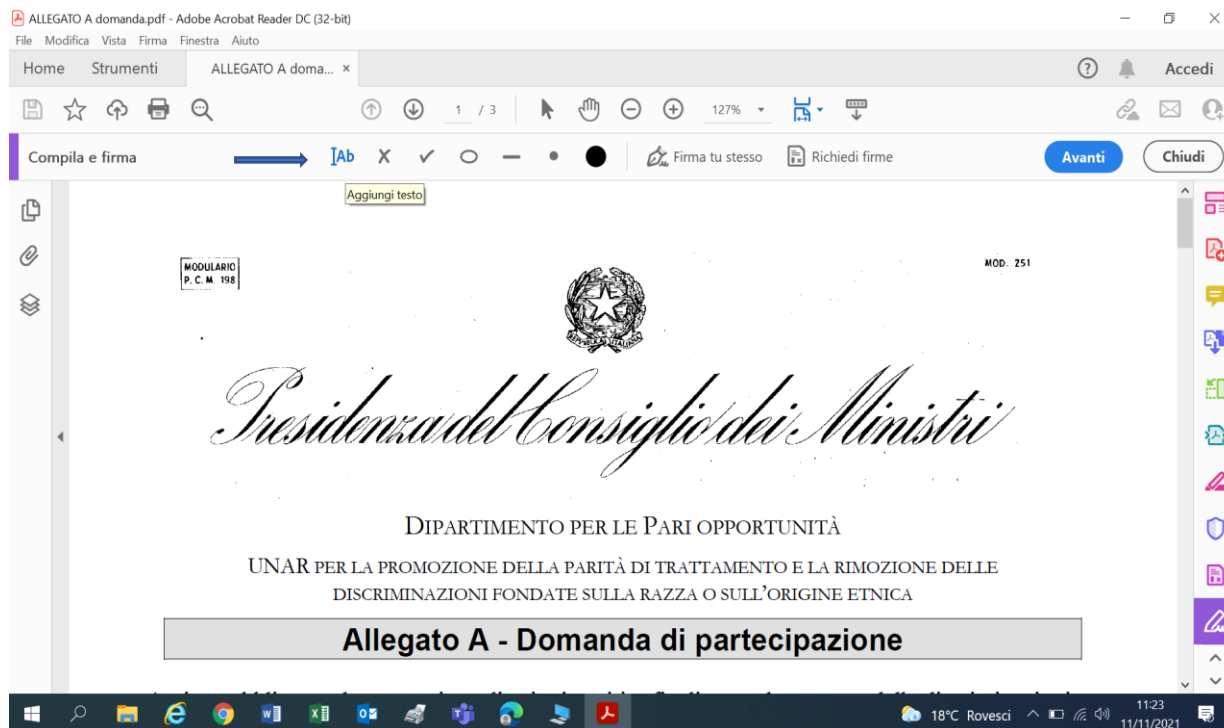 ALLEGATO A domanda.pdf - Adobe Acrobat Reader DC (32-bit)
File Modifica Vista Firma Finestra Aiuto
Home Strumenti ALLEGATO A doma... × Accedi
1 / 3 127%
Compila e firma Ab Firma tu stesso Richiedi firme Avanti Chiudi
Aggiungi testo
MODULARIO
P. C. M. 198
MOD. 251
REPVBBLICA ITALIANA
Presidenza del Consiglio dei Ministri
DIPARTIMENTO PER LE PARI OPPORTUNITÀ
UNAR PER LA PROMOZIONE DELLA PARITÀ DI TRATTAMENTO E LA RIMOZIONE DELLE
DISCRIMINAZIONI FONDATE SULLA RAZZA O SULL'ORIGINE ETNICA
Allegato A - Domanda di partecipazione
18°C Rovesci
11:23
11/11/2021